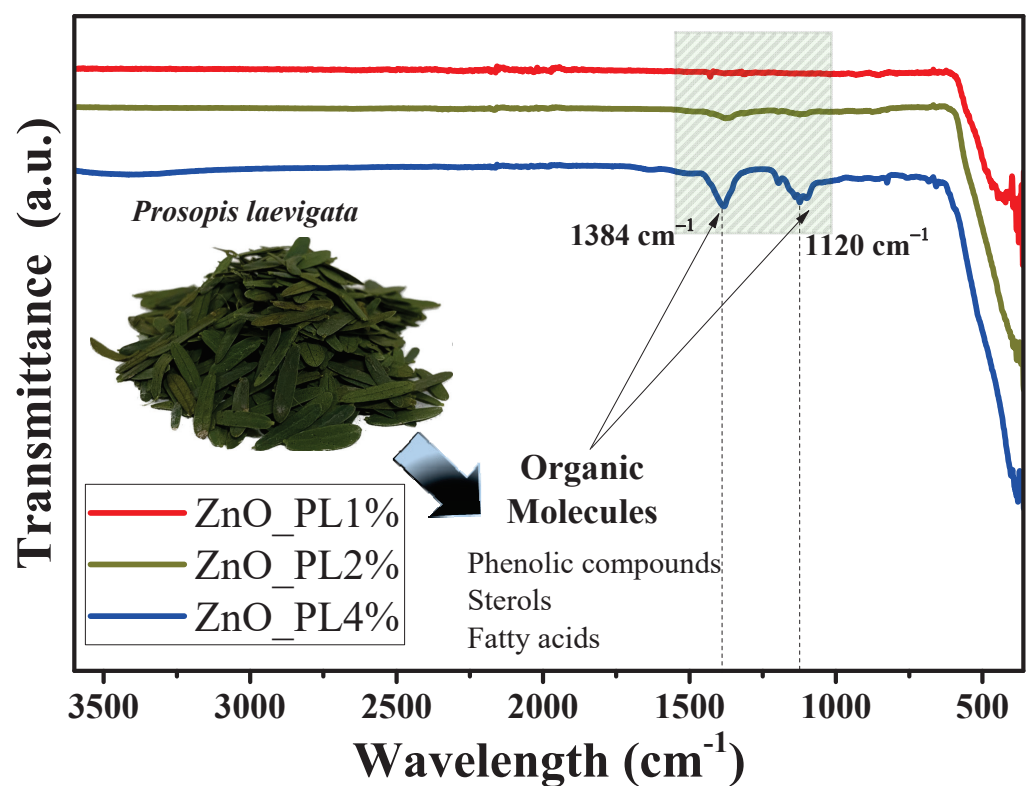 Transmittance (a.u.)
Prosopis laevigata
1384 cm⁻¹
1120 cm⁻¹
Organic
Molecules
Phenolic compounds
Sterols
Fatty acids
ZnO_PL1%
ZnO_PL2%
ZnO_PL4%
3500 3000 2500 2000 1500 1000 500
Wavelength (cm⁻¹)